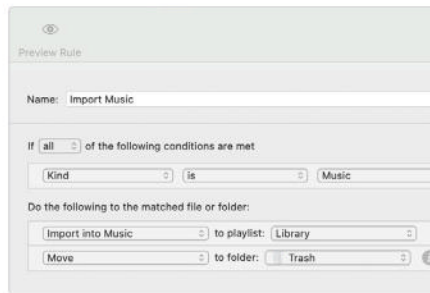 Preview Rule
Name: Import Music
If all of the following conditions are met
Kind is Music
Do the following to the matched file or folder:
Import into Music to playlist: Library
Move to folder: Trash